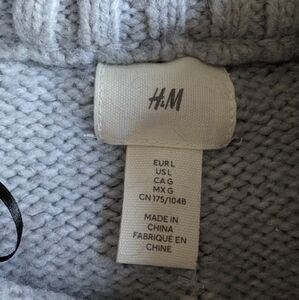 H&M
EUR L
US L
CA G
MX G
CN 175/104B
MADE IN
CHINA
FABRIQUÉ EN
CHINE